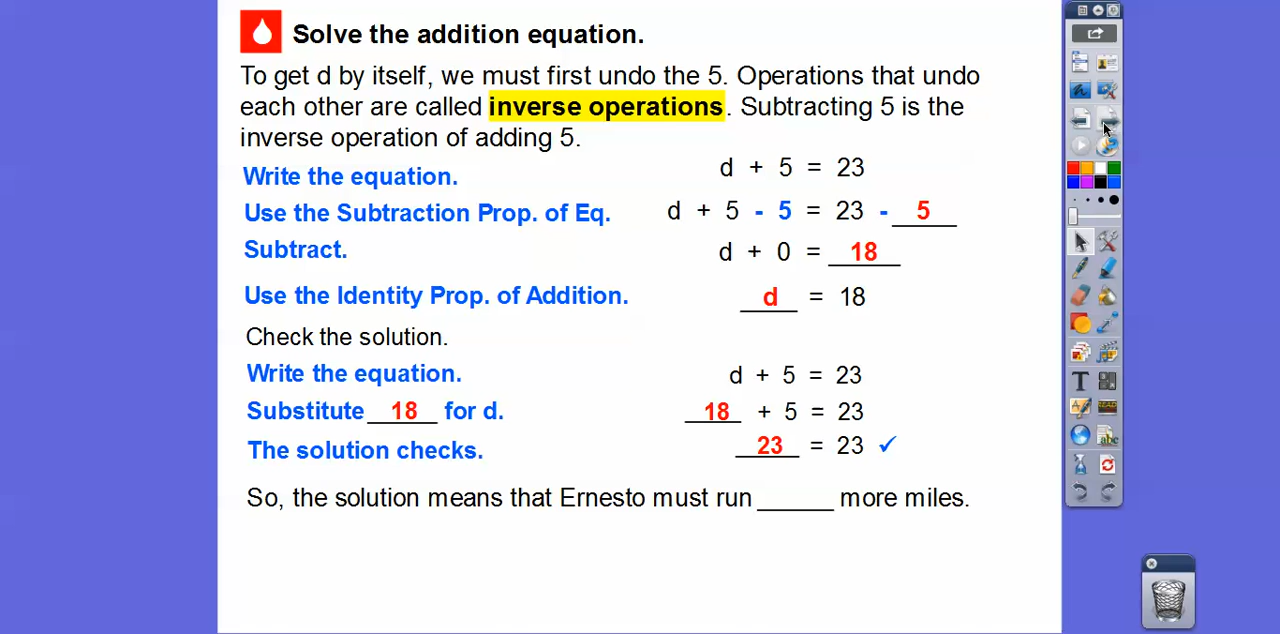 Solve the addition equation.
To get d by itself, we must first undo the 5. Operations that undo
each other are called inverse operations. Subtracting 5 is the
inverse operation of adding 5.
Write the equation. d + 5 = 23
Use the Subtraction Prop. of Eq. d + 5 - 5 = 23 - 5
Subtract. d + 0 = 18
Use the Identity Prop. of Addition. d = 18
Check the solution.
Write the equation. d + 5 = 23
Substitute 18 for d. 18 + 5 = 23
The solution checks. 23 = 23 ✓
So, the solution means that Ernesto must run ______ more miles.